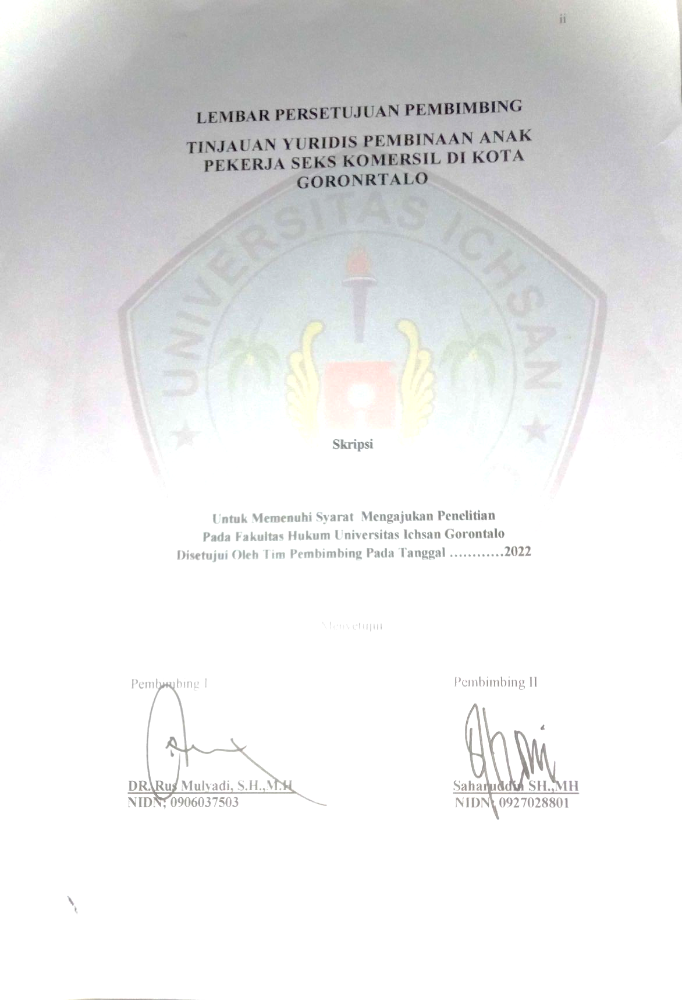 ii
LEMBAR PERSETUJUAN PEMBIMBING
TINJAUAN YURIDIS PEMBINAAN ANAK
PEKERJA SEKS KOMERSIL DI KOTA
GORONRTALO
UNIVERSITAS ICHSAN
Skripsi
Untuk Memenuhi Syarat Mengajukan Penelitian
Pada Fakultas Hukum Universitas Ichsan Gorontalo
Disetujui Oleh Tim Pembimbing Pada Tanggal ............2022
Menyetujui
Pembimbing I
Pembimbing II
DR. Rus Mulyadi, S.H.,M.H
Saharuddin SH.,MH
NIDN; 0906037503
NIDN; 0927028801